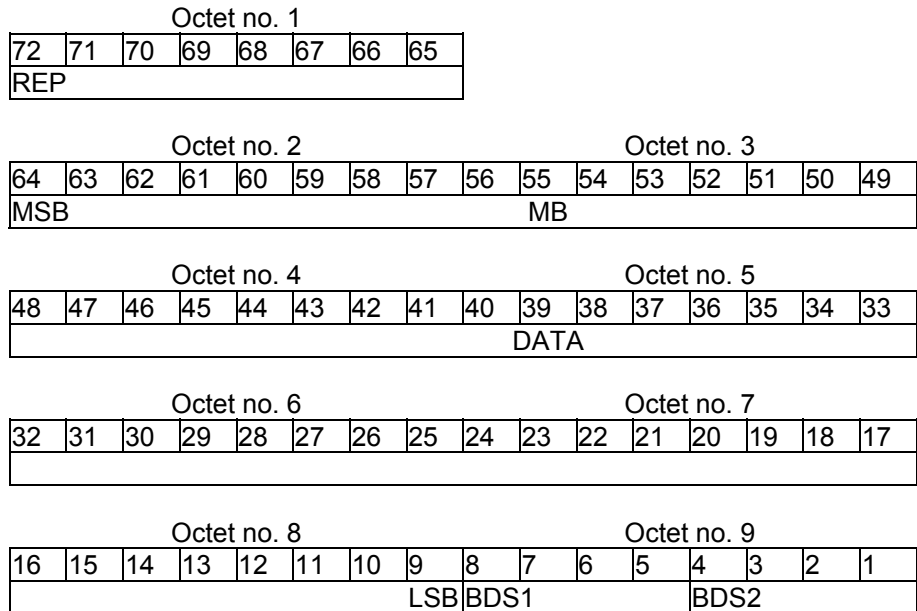 Octet no. 1
72 71 70 69 68 67 66 65
REP
Octet no. 2 Octet no. 3
64 63 62 61 60 59 58 57 56 55 54 53 52 51 50 49
MSB MB
Octet no. 4 Octet no. 5
48 47 46 45 44 43 42 41 40 39 38 37 36 35 34 33
DATA
Octet no. 6 Octet no. 7
32 31 30 29 28 27 26 25 24 23 22 21 20 19 18 17
Octet no. 8 Octet no. 9
16 15 14 13 12 11 10 9 8 7 6 5 4 3 2 1
LSB BDS1 BDS2